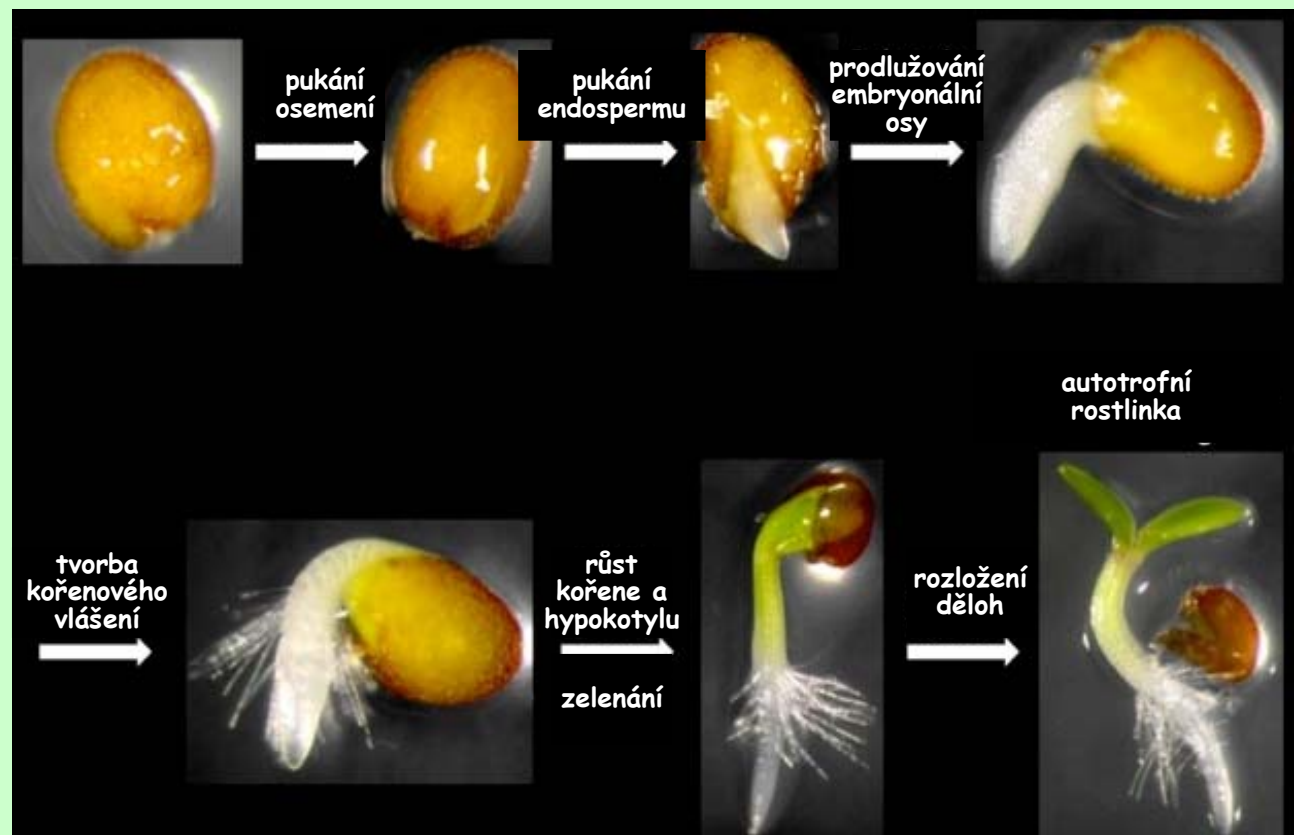 pukání
osemení
pukání
endospermu
prodlužování
embryonální
osy
autotrofní
rostlinka
tvorba
kořenového
vlášení
růst
kořene a
hypokotylu
zelenání
rozložení
děloh